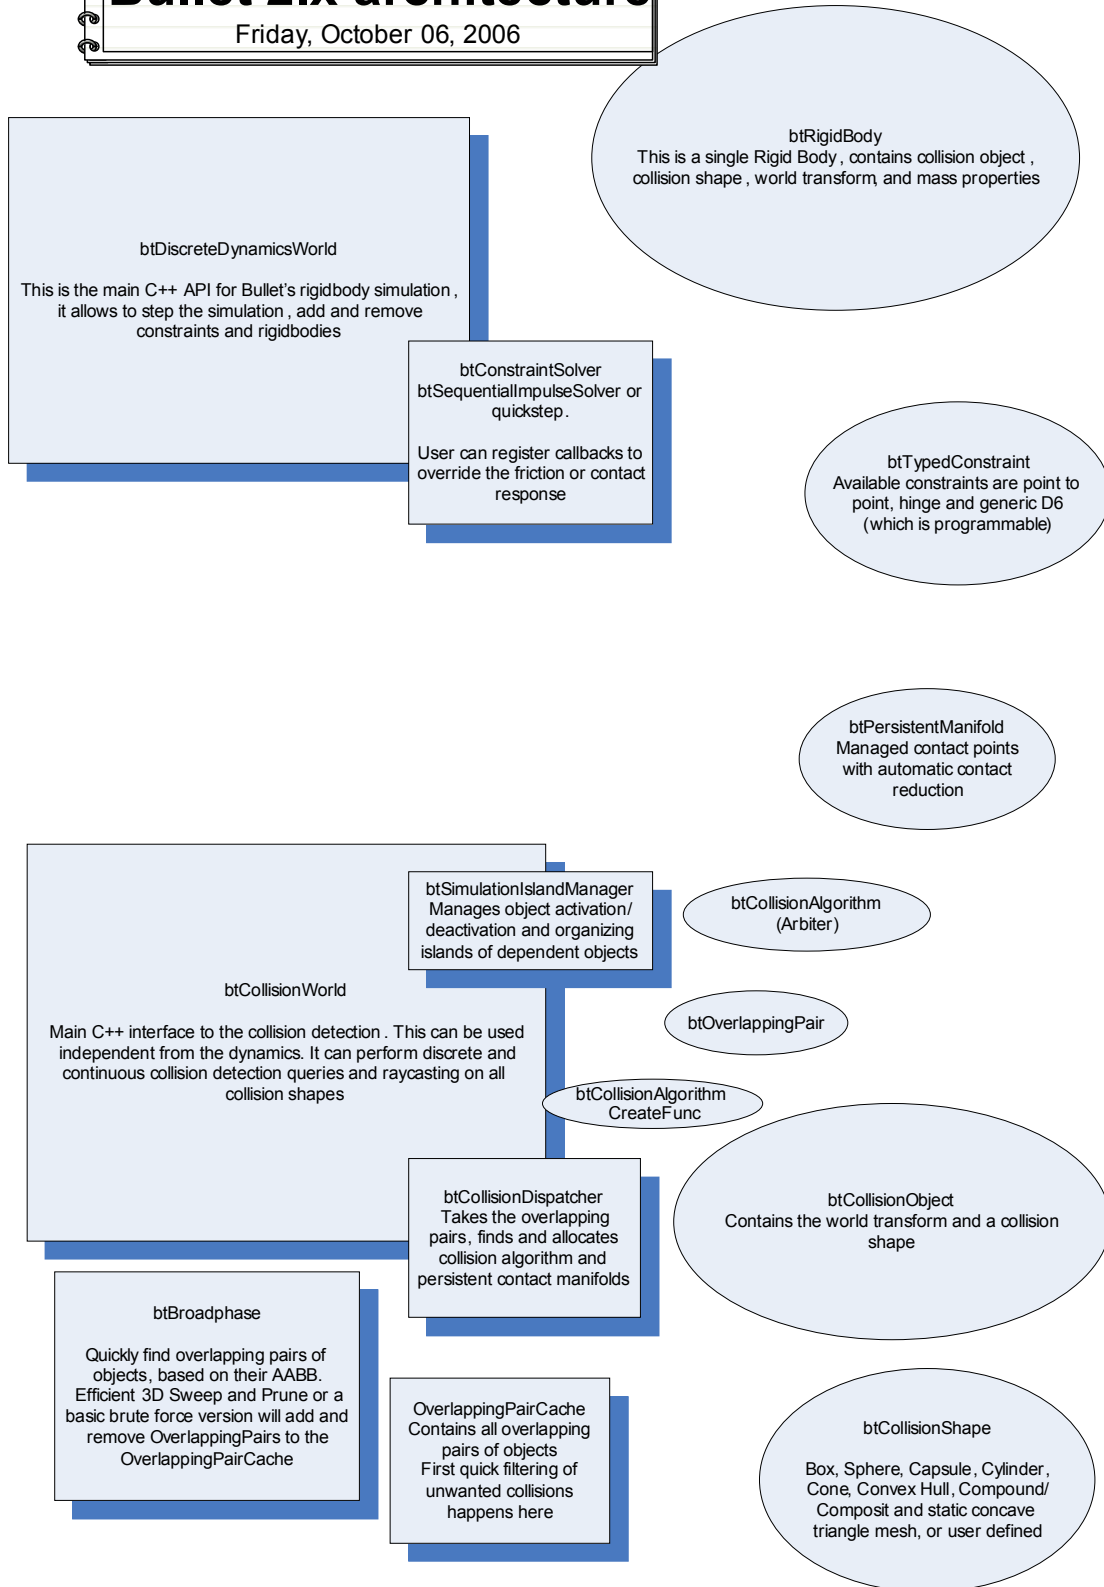 Bullet 2.x architecture
Friday, October 06, 2006
btRigidBody
This is a single Rigid Body, contains collision object,
collision shape, world transform, and mass properties
btDiscreteDynamicsWorld
This is the main C++ API for Bullet's rigidbody simulation,
it allows to step the simulation, add and remove
constraints and rigidbodies
btConstraintSolver
btSequentialImpulseSolver or
quickstep.
User can register callbacks to
override the friction or contact
response
btTypedConstraint
Available constraints are point to
point, hinge and generic D6
(which is programmable)
btPersistentManifold
Managed contact points
with automatic contact
reduction
btSimulationIslandManager
Manages object activation/
deactivation and organizing
islands of dependent objects
btCollisionAlgorithm
(Arbiter)
btCollisionWorld
Main C++ interface to the collision detection. This can be used
independent from the dynamics. It can perform discrete and
continuous collision detection queries and raycasting on all
collision shapes
btOverlappingPair
btCollisionAlgorithm
CreateFunc
btCollisionDispatcher
Takes the overlapping
pairs, finds and allocates
collision algorithm and
persistent contact manifolds
btCollisionObject
Contains the world transform and a collision
shape
btBroadphase
Quickly find overlapping pairs of
objects, based on their AABB.
Efficient 3D Sweep and Prune or a
basic brute force version will add and
remove OverlappingPairs to the
OverlappingPairCache
OverlappingPairCache
Contains all overlapping
pairs of objects
First quick filtering of
unwanted collisions
happens here
btCollisionShape
Box, Sphere, Capsule, Cylinder,
Cone, Convex Hull, Compound/
Composit and static concave
triangle mesh, or user defined